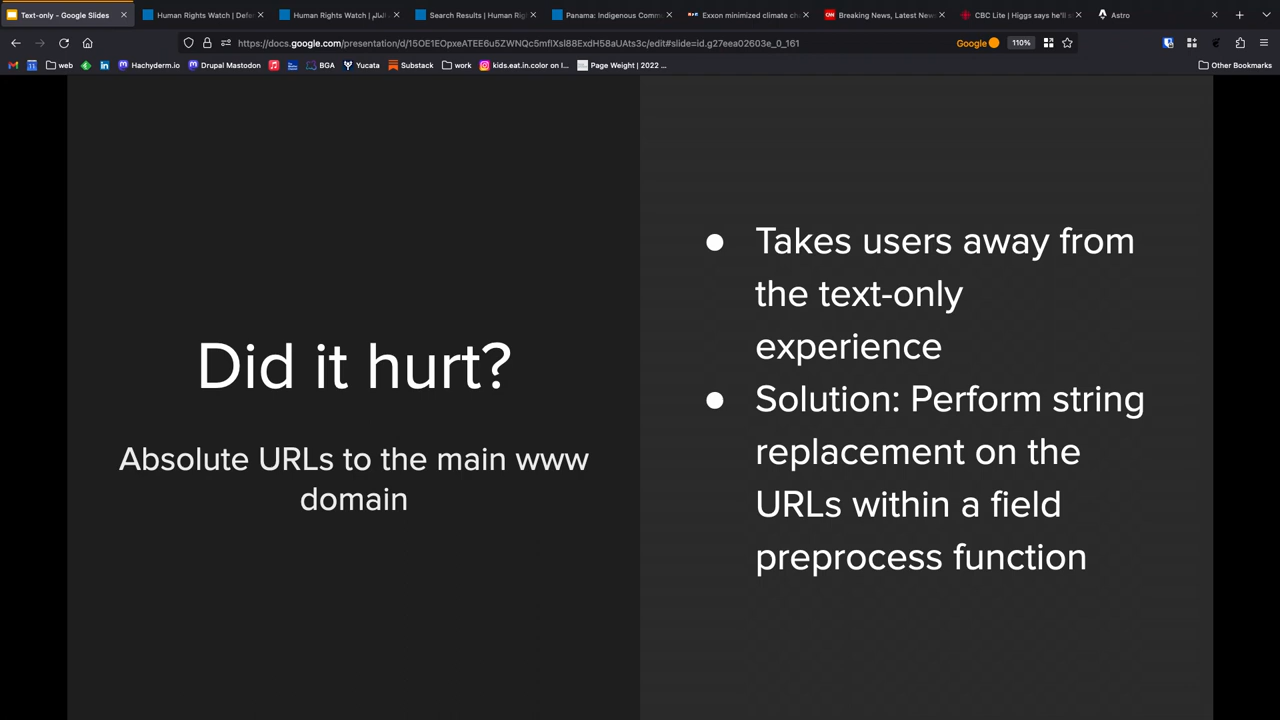 Text-only - Google Slides
Human Rights Watch | Defe
Human Rights Watch | العالم
Search Results | Human Rig
Panama: Indigenous Comm
Exxon minimized climate ch
Breaking News, Latest New
CBC Lite | Higgs says he'll s
Astro
https://docs.google.com/presentation/d/15OE1EOpxeATEE6u5ZWNQc5mflXsI88ExdH58aUAts3c/edit#slide=id.g27eea02603e_0_161
Google
110%
web
Hachyderm.io
Drupal Mastodon
BGA
Yucata
Substack
work
kids.eat.in.color on I...
Page Weight | 2022 ...
Other Bookmarks
Did it hurt?
Absolute URLs to the main www
domain
● Takes users away from
the text-only
experience
● Solution: Perform string
replacement on the
URLs within a field
preprocess function